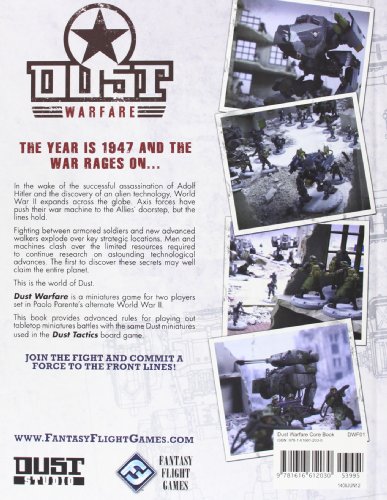 DUST
WARFARE
THE YEAR IS 1947 AND THE
WAR RAGES ON...
In the wake of the successful assassination of Adolf
Hitler and the discovery of an alien technology, World
War II expands across the globe. Axis forces have
push their war machine to the Allies' doorstep, but the
lines hold.
Fighting between armored soldiers and new advanced
walkers explode over key strategic locations. Men and
machines clash over the limited resources required
to continue research on astounding technological
advances. The first to discover these secrets may well
claim the entire planet.
This is the world of Dust.
Dust Warfare is a miniatures game for two players
set in Paolo Parente's alternate World War II.
This book provides advanced rules for playing out
tabletop miniatures battles with the same Dust miniatures
used in the Dust Tactics board game.
JOIN THE FIGHT AND COMMIT A
FORCE TO THE FRONT LINES!
WWW.FANTASYFLIGHTGAMES.COM
DUST
STUDIO
FANTASY
FLIGHT
GAMES
Dust Warfare Core Book
DWF01
9 781616 612030
53995